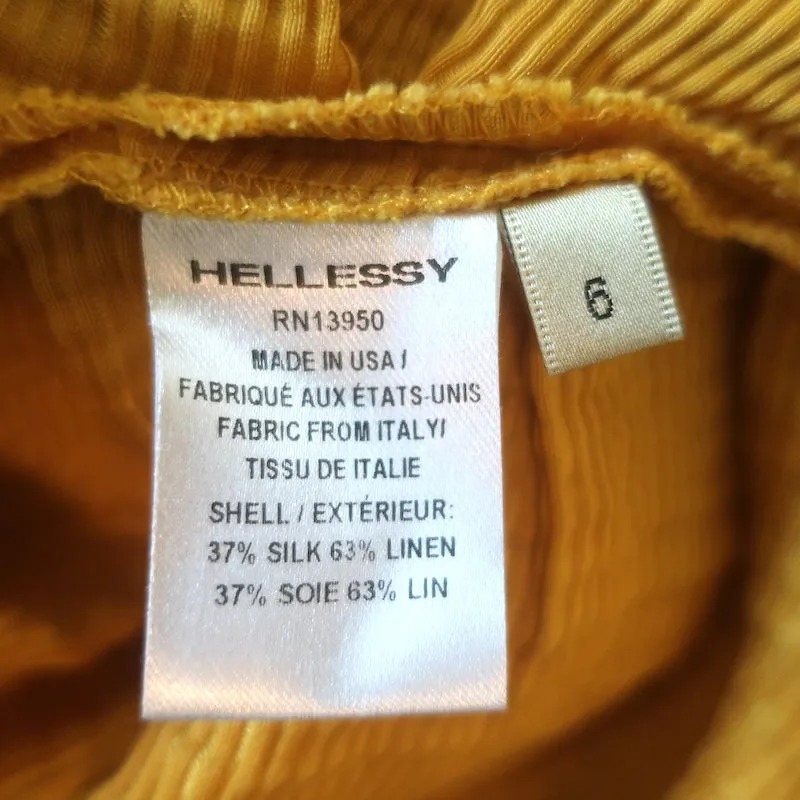 HELLESSY
RN13950
MADE IN USA /
FABRIQUÉ AUX ÉTATS-UNIS
FABRIC FROM ITALY/
TISSU DE ITALIE
SHELL / EXTÉRIEUR:
37% SILK 63% LINEN
37% SOIE 63% LIN
6